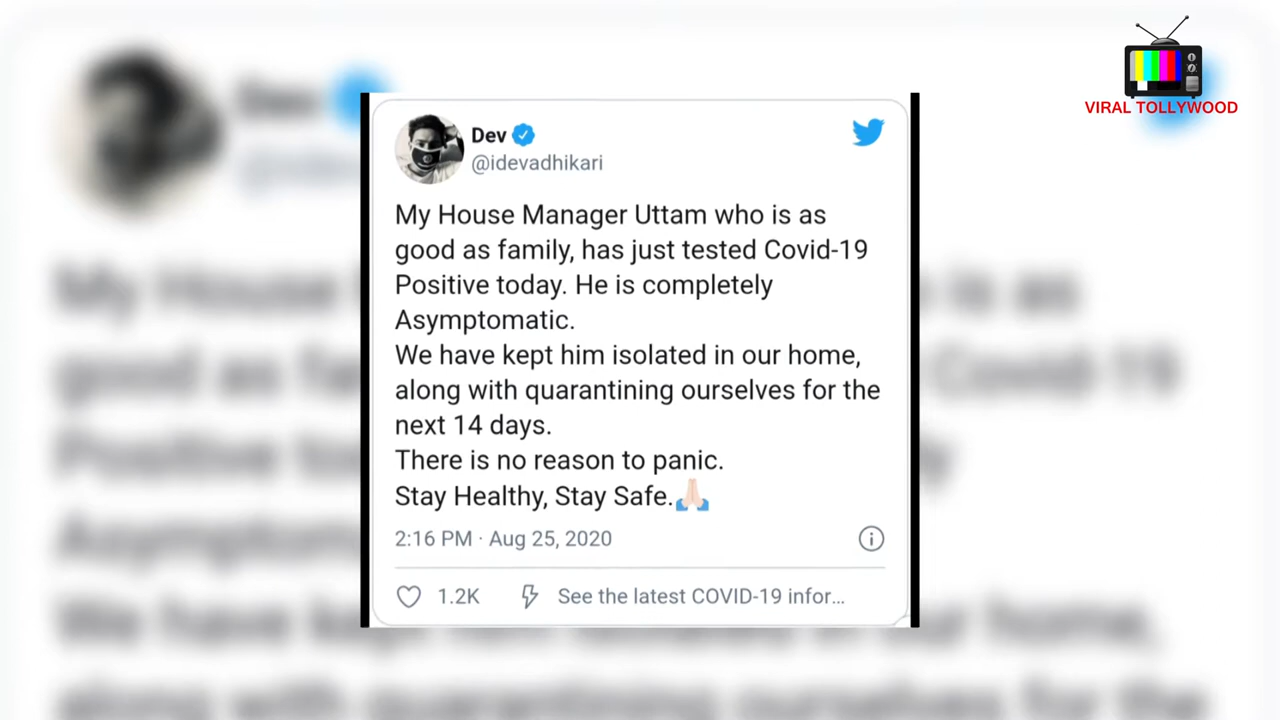 VIRAL TOLLYWOOD
Dev
@idevadhikari
My House Manager Uttam who is as
good as family, has just tested Covid-19
Positive today. He is completely
Asymptomatic.
We have kept him isolated in our home,
along with quarantining ourselves for the
next 14 days.
There is no reason to panic.
Stay Healthy, Stay Safe.🙏🏻
2:16 PM · Aug 25, 2020
1.2K
See the latest COVID-19 infor...